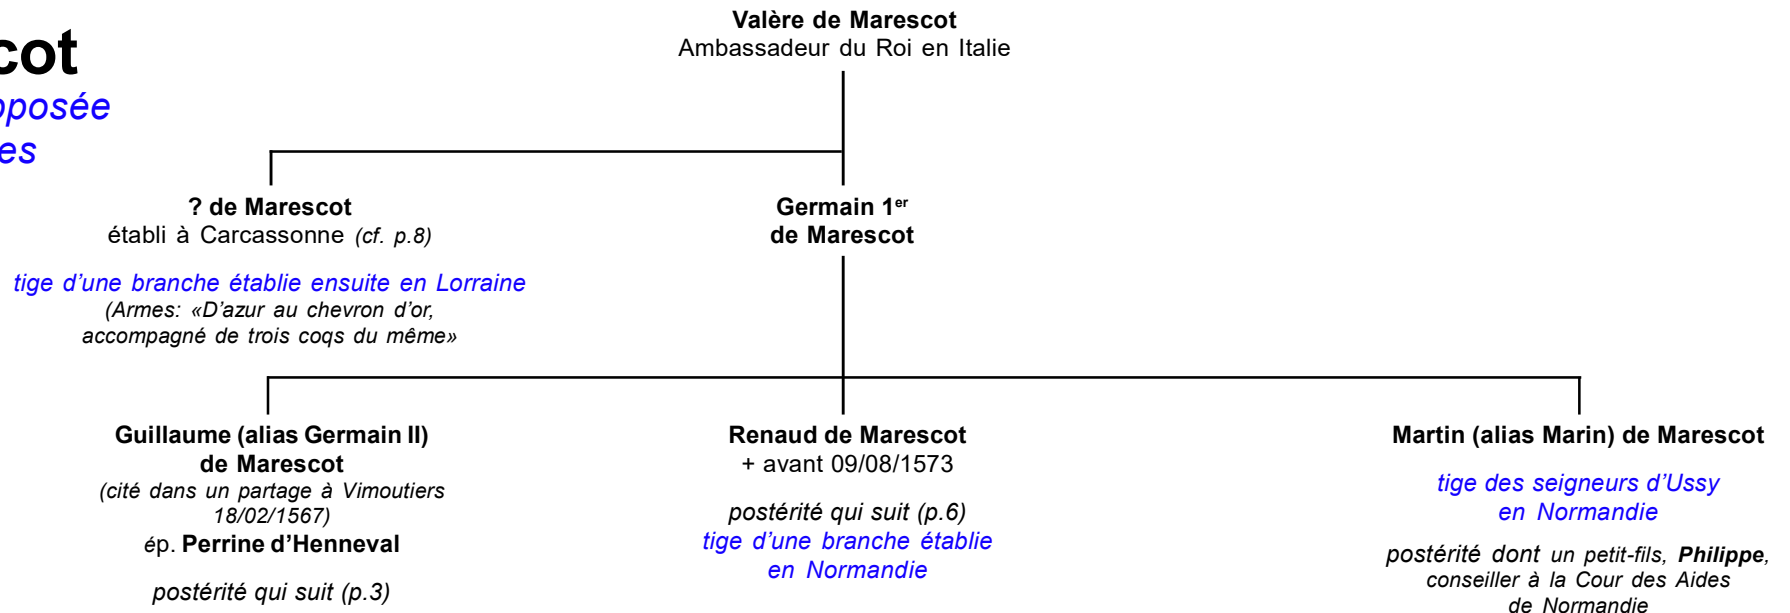 cot
pposée
es
Valère de Marescot
Ambassadeur du Roi en Italie
? de Marescot
établi à Carcassonne (cf. p.8)
tige d'une branche établie ensuite en Lorraine
(Armes: «D'azur au chevron d'or,
accompagné de trois coqs du même»
Germain 1er
de Marescot
Guillaume (alias Germain II)
de Marescot
(cité dans un partage à Vimoutiers
18/02/1567)
ép. Perrine d'Henneval
postérité qui suit (p.3)
Renaud de Marescot
+ avant 09/08/1573
postérité qui suit (p.6)
tige d'une branche établie
en Normandie
Martin (alias Marin) de Marescot
tige des seigneurs d'Ussy
en Normandie
postérité dont un petit-fils, Philippe,
conseiller à la Cour des Aides
de Normandie